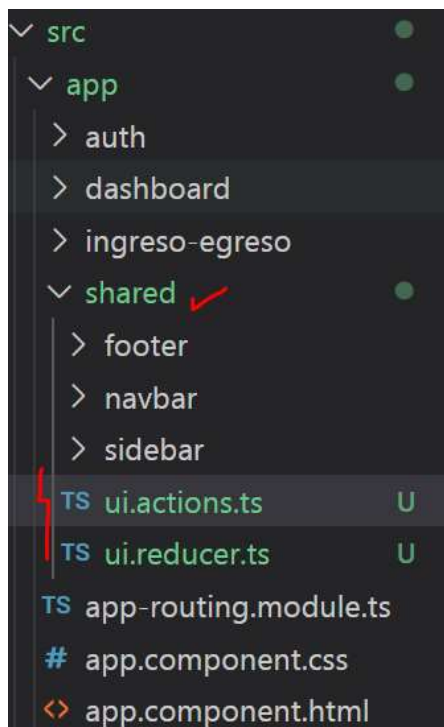 src
app
auth
dashboard
ingreso-egreso
shared
footer
navbar
sidebar
TS ui.actions.ts U
TS ui.reducer.ts U
TS app-routing.module.ts
# app.component.css
<> app.component.html